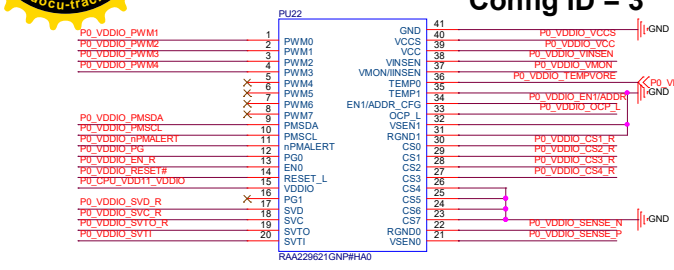 docu-trac
Config ID = 3
PU22
P0_VDDIO_PWM1 1 PWM0
P0_VDDIO_PWM2 2 PWM1
P0_VDDIO_PWM3 3 PWM2
P0_VDDIO_PWM4 4 PWM3
5 PWM4
6 PWM5
7 PWM6
8 PWM7
P0_VDDIO_PMSDA 9 PMSDA
P0_VDDIO_PMSCL 10 PMSCL
P0_VDDIO_nPMALERT 11 nPMALERT
P0_VDDIO_PG 12 PG0
P0_VDDIO_EN_R 13 EN0
P0_VDDIO_RESET# 14 RESET_L
P0_CPU_VDD11_VDDIO 15 VDDIO
16 PG1
P0_VDDIO_SVD_R 17 SVD
P0_VDDIO_SVC_R 18 SVC
P0_VDDIO_SVTO_R 19 SVTO
P0_VDDIO_SVTI 20 SVTI
GND 41 GND
VCCS 40 P0_VDDIO_VCCS
VCC 39 P0_VDDIO_VCC
VINSEN 38 P0_VDDIO_VINSEN
VMON/IINSEN 37 P0_VDDIO_VMON
TEMP0 36 P0_VDDIO_TEMPVORE
TEMP1 35 GND
EN1/ADDR_CFG 34 P0_VDDIO_EN1/ADDR
OCP_L 33 P0_VDDIO_OCP_L
VSEN1 32
RGND1 31
CS0 30 P0_VDDIO_CS1_R
CS1 29 P0_VDDIO_CS2_R
CS2 28 P0_VDDIO_CS3_R
CS3 27 P0_VDDIO_CS4_R
CS4 26
CS5 25
CS6 24
CS7 23 GND
RGND0 22 P0_VDDIO_SENSE_N
VSEN0 21 P0_VDDIO_SENSE_P
RAA229621GNP#HA0